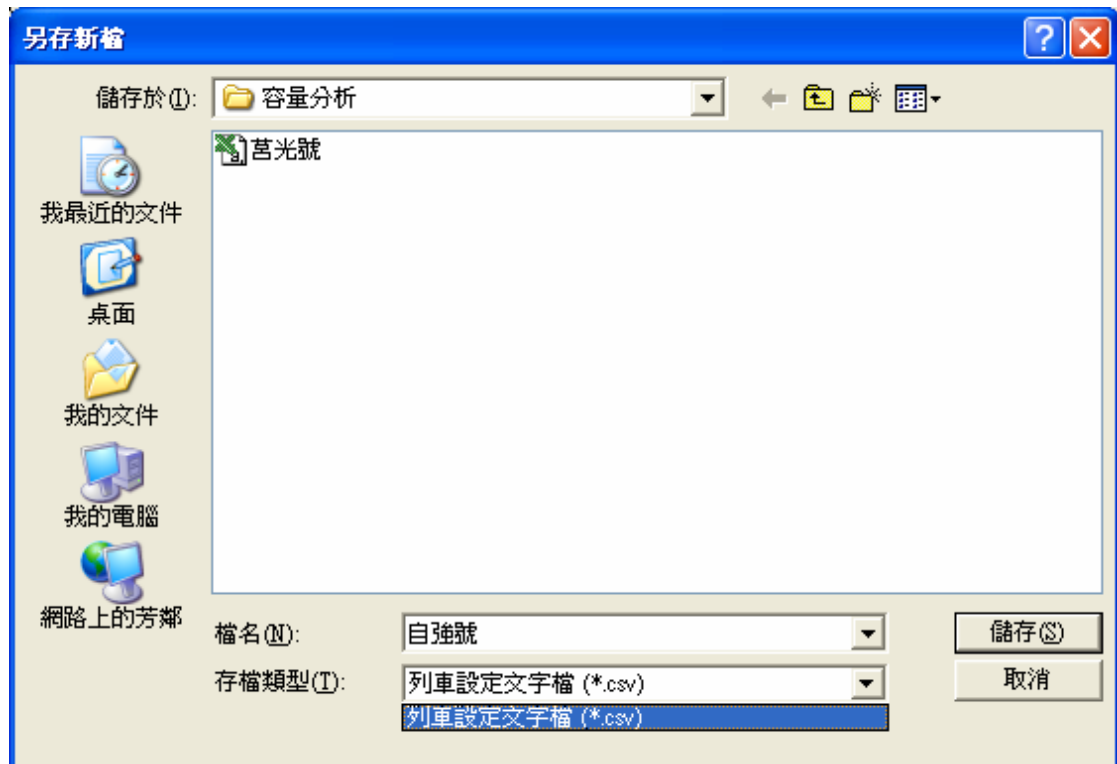 另存新檔
儲存於(I):
容量分析
莒光號
我最近的文件
桌面
我的文件
我的電腦
網路上的芳鄰
檔名(N):
自強號
儲存(S)
存檔類型(T):
列車設定文字檔 (*.csv)
取消
列車設定文字檔 (*.csv)